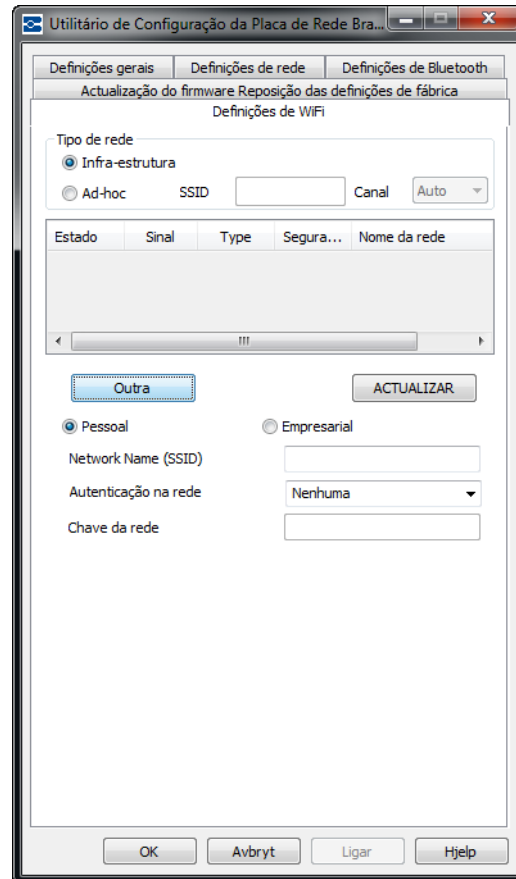 Utilitário de Configuração da Placa de Rede Bra...
Definições gerais Definições de rede Definições de Bluetooth
Actualização do firmware Reposição das definições de fábrica
Definições de WiFi
Tipo de rede
Infra-estrutura
Ad-hoc SSID Canal Auto
Estado Sinal Type Segura... Nome da rede
Outra ACTUALIZAR
Pessoal Empresarial
Network Name (SSID)
Autenticação na rede Nenhuma
Chave da rede
OK Avbryt Ligar Hjelp